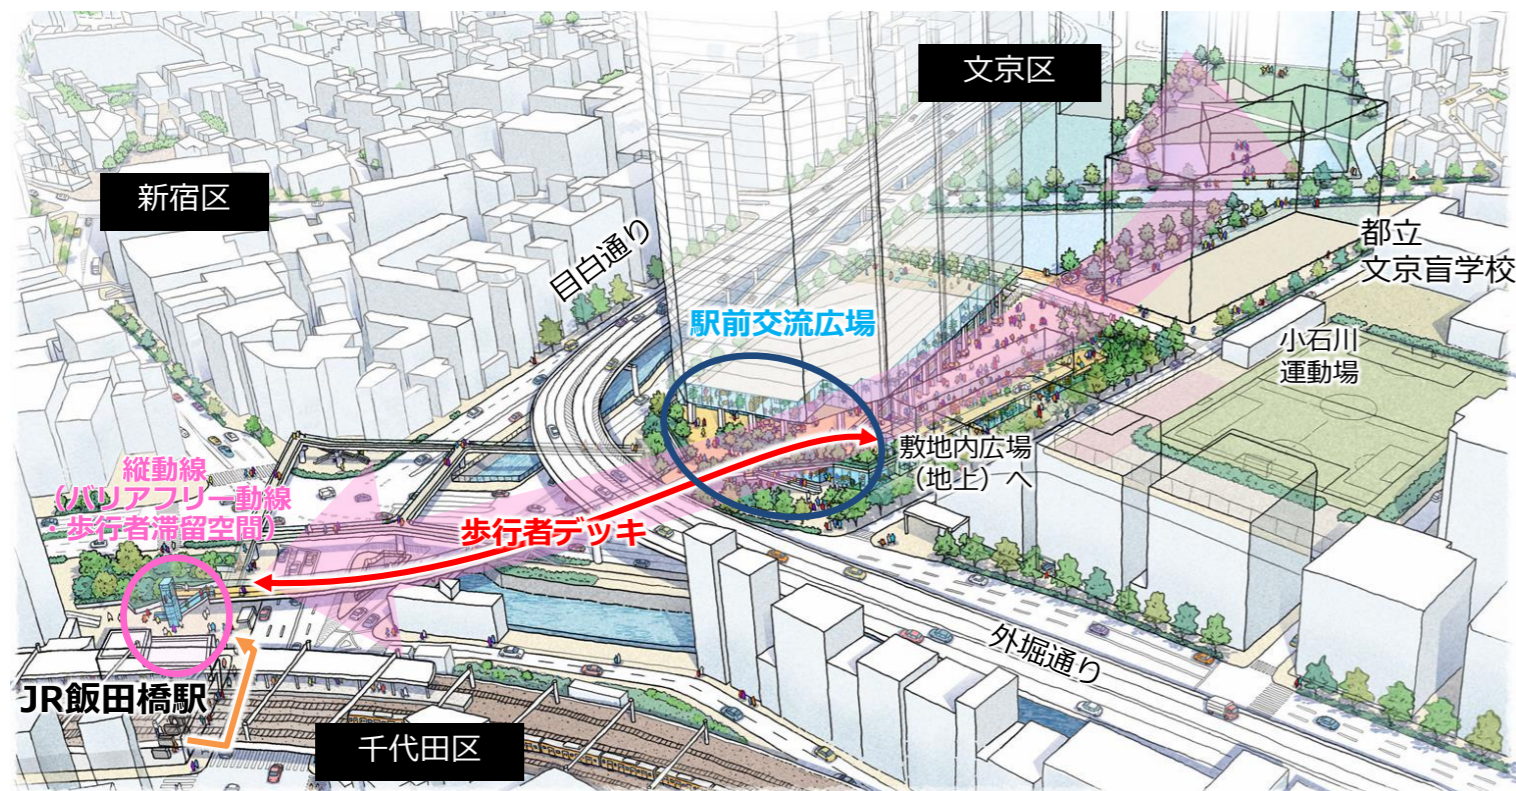 文京区
新宿区
目白通り
都立
文京盲学校
駅前交流広場
小石川
運動場
敷地内広場
（地上）へ
縦動線
（バリアフリー動線
・歩行者滞留空間）
歩行者デッキ
外堀通り
JR飯田橋駅
千代田区